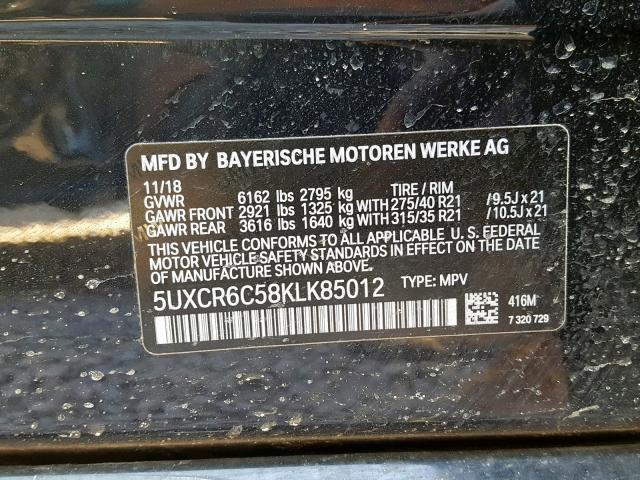 MFD BY BAYERISCHE MOTOREN WERKE AG
11/18
GVWR 6162 lbs 2795 kg TIRE / RIM
GAWR FRONT 2921 lbs 1325 kg WITH 275/40 R21 /9.5J x 21
GAWR REAR 3616 lbs 1640 kg WITH 315/35 R21 /10.5J x 21
THIS VEHICLE CONFORMS TO ALL APPLICABLE U. S. FEDERAL
MOTOR VEHICLE SAFETY STANDARDS IN EFFECT ON THE DATE
OF MANUFACTURE SHOWN ABOVE.
5UXCR6C58KLK85012 TYPE: MPV
416M
7 320 729